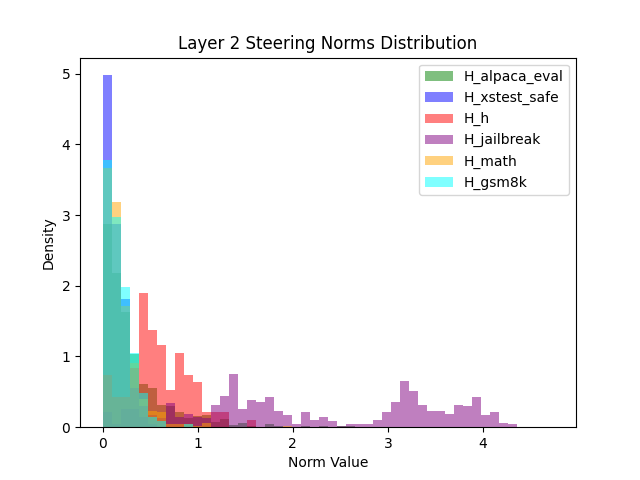 Layer 2 Steering Norms Distribution
H_alpaca_eval
H_xstest_safe
H_h
H_jailbreak
H_math
H_gsm8k
5
4
3
2
1
0
Density
0 1 2 3 4
Norm Value